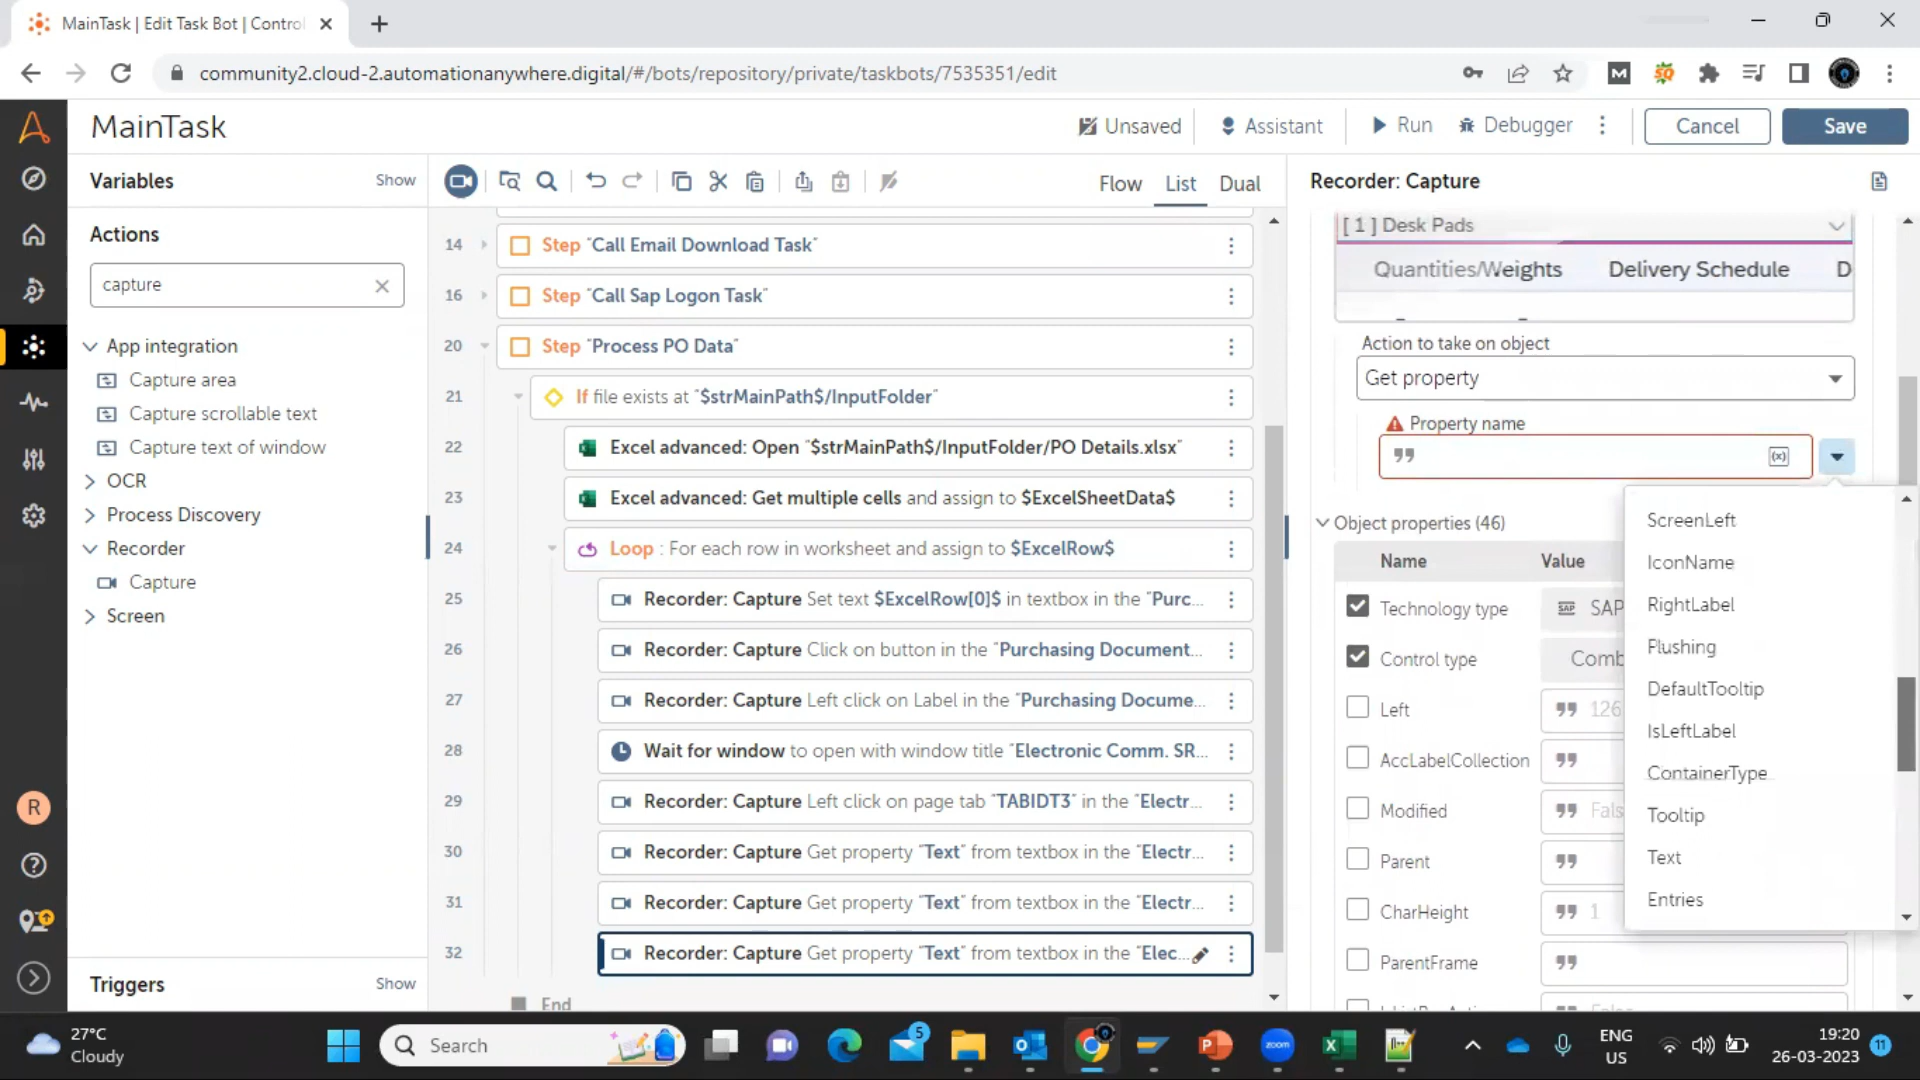 MainTask | Edit Task Bot | Contro
community2.cloud-2.automationanywhere.digital/#/bots/repository/private/taskbots/7535351/edit
MainTask
Unsaved
Assistant
Run
Debugger
Cancel
Save
Variables
Show
Flow
List
Dual
Recorder: Capture
Actions
capture
App integration
Capture area
Capture scrollable text
Capture text of window
OCR
Process Discovery
Recorder
Capture
Screen
Triggers
Show
14 Step "Call Email Download Task"
16 Step "Call Sap Logon Task"
20 Step "Process PO Data"
21 If file exists at "$strMainPath$/InputFolder"
22 Excel advanced: Open "$strMainPath$/InputFolder/PO Details.xlsx"
23 Excel advanced: Get multiple cells and assign to $ExcelSheetData$
24 Loop : For each row in worksheet and assign to $ExcelRow$
25 Recorder: Capture Set text $ExcelRow[0]$ in textbox in the "Purc...
26 Recorder: Capture Click on button in the "Purchasing Document...
27 Recorder: Capture Left click on Label in the "Purchasing Docume...
28 Wait for window to open with window title "Electronic Comm. SR...
29 Recorder: Capture Left click on page tab "TABIDT3" in the "Electr...
30 Recorder: Capture Get property "Text" from textbox in the "Electr...
31 Recorder: Capture Get property "Text" from textbox in the "Electr...
32 Recorder: Capture Get property "Text" from textbox in the "Elec...
End
[ 1 ] Desk Pads
Quantities/Weights Delivery Schedule D
Action to take on object
Get property
Property name
(x)
Object properties (46)
Name Value
Technology type SAP
Control type Comb
Left 126
AccLabelCollection
Modified Fals
Parent
CharHeight 1
ParentFrame
ScreenLeft
IconName
RightLabel
Flushing
DefaultTooltip
IsLeftLabel
ContainerType
Tooltip
Text
Entries
R
27°C
Cloudy
Search
5
zoom
ENG
US
19:20
26-03-2023
11